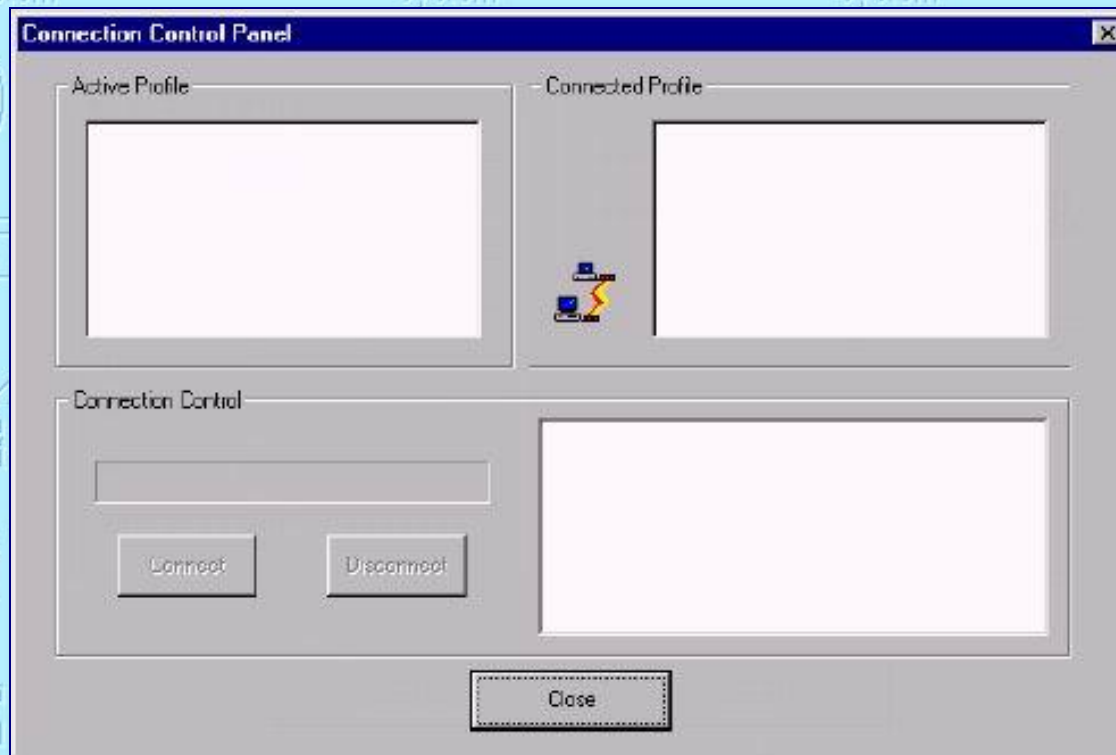 Connection Control Panel
Active Profile
Connected Profile
Connection Control
Connect
Disconnect
Close